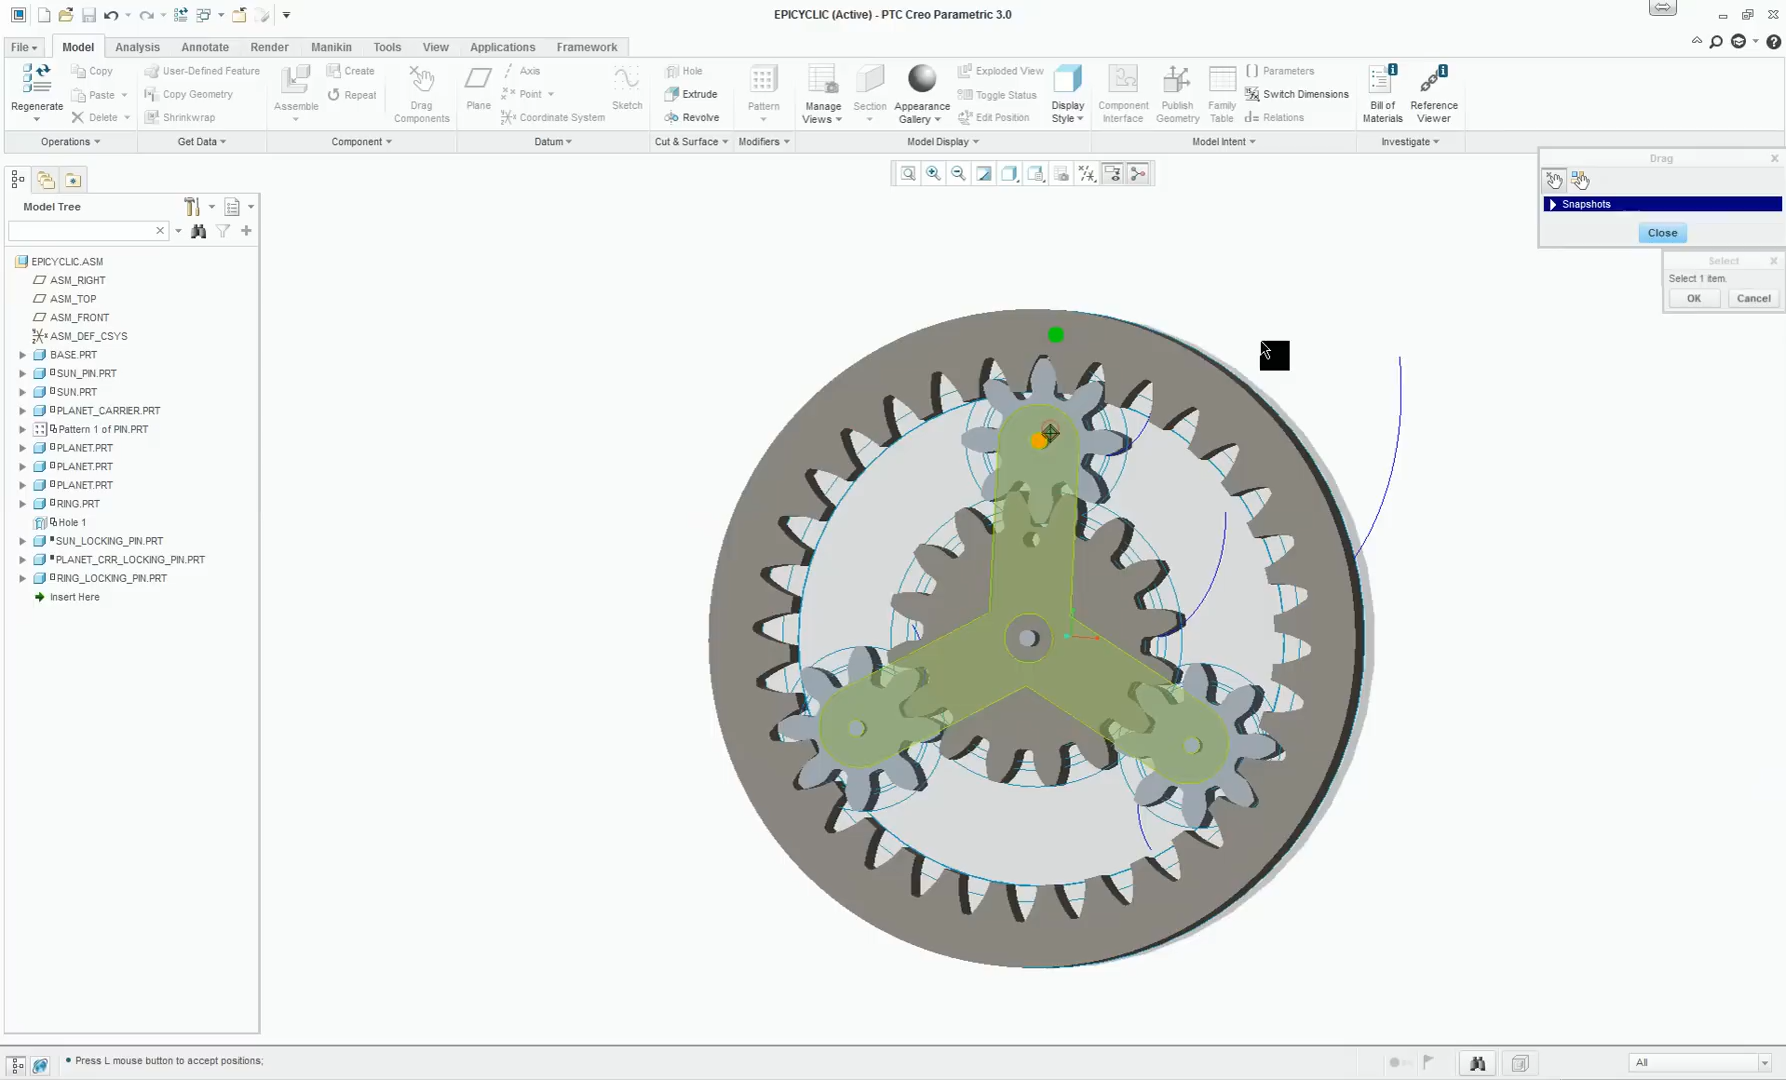 EPICYCLIC (Active) - PTC Creo Parametric 3.0
File Model Analysis Annotate Render Manikin Tools View Applications Framework
Regenerate
Copy
Paste
Delete
User-Defined Feature
Copy Geometry
Shrinkwrap
Assemble
Create
Repeat
Drag Components
Plane
Axis
Point
Coordinate System
Sketch
Hole
Extrude
Revolve
Pattern
Manage Views
Section
Appearance Gallery
Exploded View
Toggle Status
Edit Position
Display Style
Component Interface
Publish Geometry
Family Table
Parameters
Switch Dimensions
Relations
Bill of Materials
Reference Viewer
Operations Get Data Component Datum Cut & Surface Modifiers Model Display Model Intent Investigate
Drag
Snapshots
Close
Select
Select 1 item.
OK Cancel
Model Tree
EPICYCLIC.ASM
ASM_RIGHT
ASM_TOP
ASM_FRONT
ASM_DEF_CSYS
BASE.PRT
SUN_PIN.PRT
SUN.PRT
PLANET_CARRIER.PRT
Pattern 1 of PIN.PRT
PLANET.PRT
PLANET.PRT
PLANET.PRT
RING.PRT
Hole 1
SUN_LOCKING_PIN.PRT
PLANET_CRR_LOCKING_PIN.PRT
RING_LOCKING_PIN.PRT
Insert Here
Press L mouse button to accept positions;
All